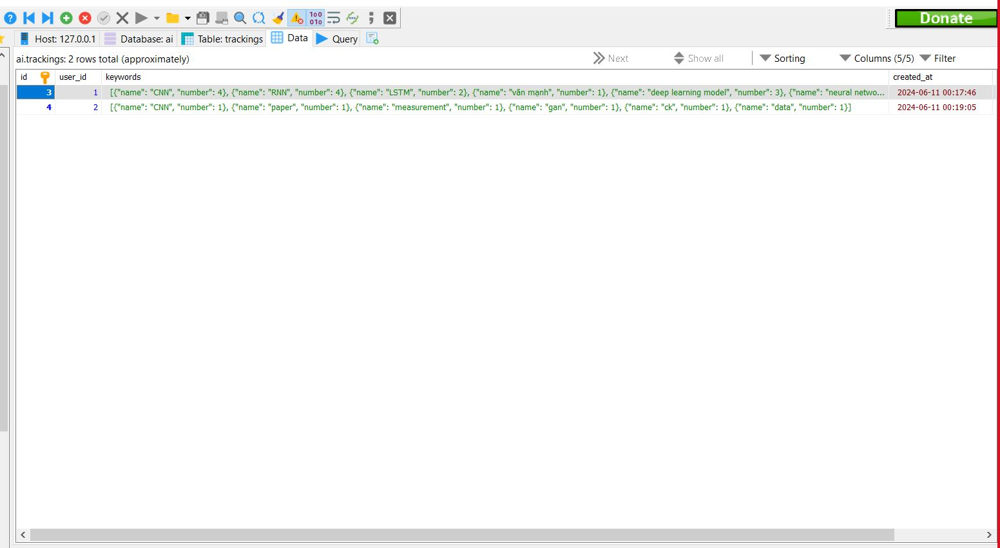 100
010
Donate
Host: 127.0.0.1 Database: ai Table: trackings Data Query
ai.trackings: 2 rows total (approximately) Next Show all Sorting Columns (5/5) Filter
id user_id keywords created_at
3 1 [{"name": "CNN", "number": 4}, {"name": "RNN", "number": 4}, {"name": "LSTM", "number": 2}, {"name": "văn mạnh", "number": 1}, {"name": "deep learning model", "number": 3}, {"name": "neural netwo... 2024-06-11 00:17:46
4 2 [{"name": "CNN", "number": 1}, {"name": "paper", "number": 1}, {"name": "measurement", "number": 1}, {"name": "gan", "number": 1}, {"name": "ck", "number": 1}, {"name": "data", "number": 1}] 2024-06-11 00:19:05